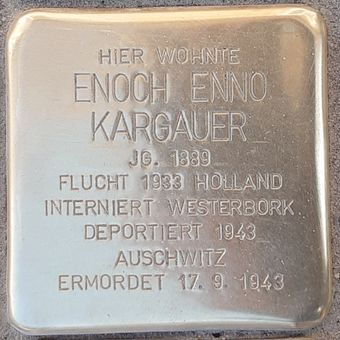 HIER WOHNTE
ENOCH ENNO
KARGAUER
JG. 1889
FLUCHT 1933 HOLLAND
INTERNIERT WESTERBORK
DEPORTIERT 1943
AUSCHWITZ
ERMORDET 17. 9. 1943